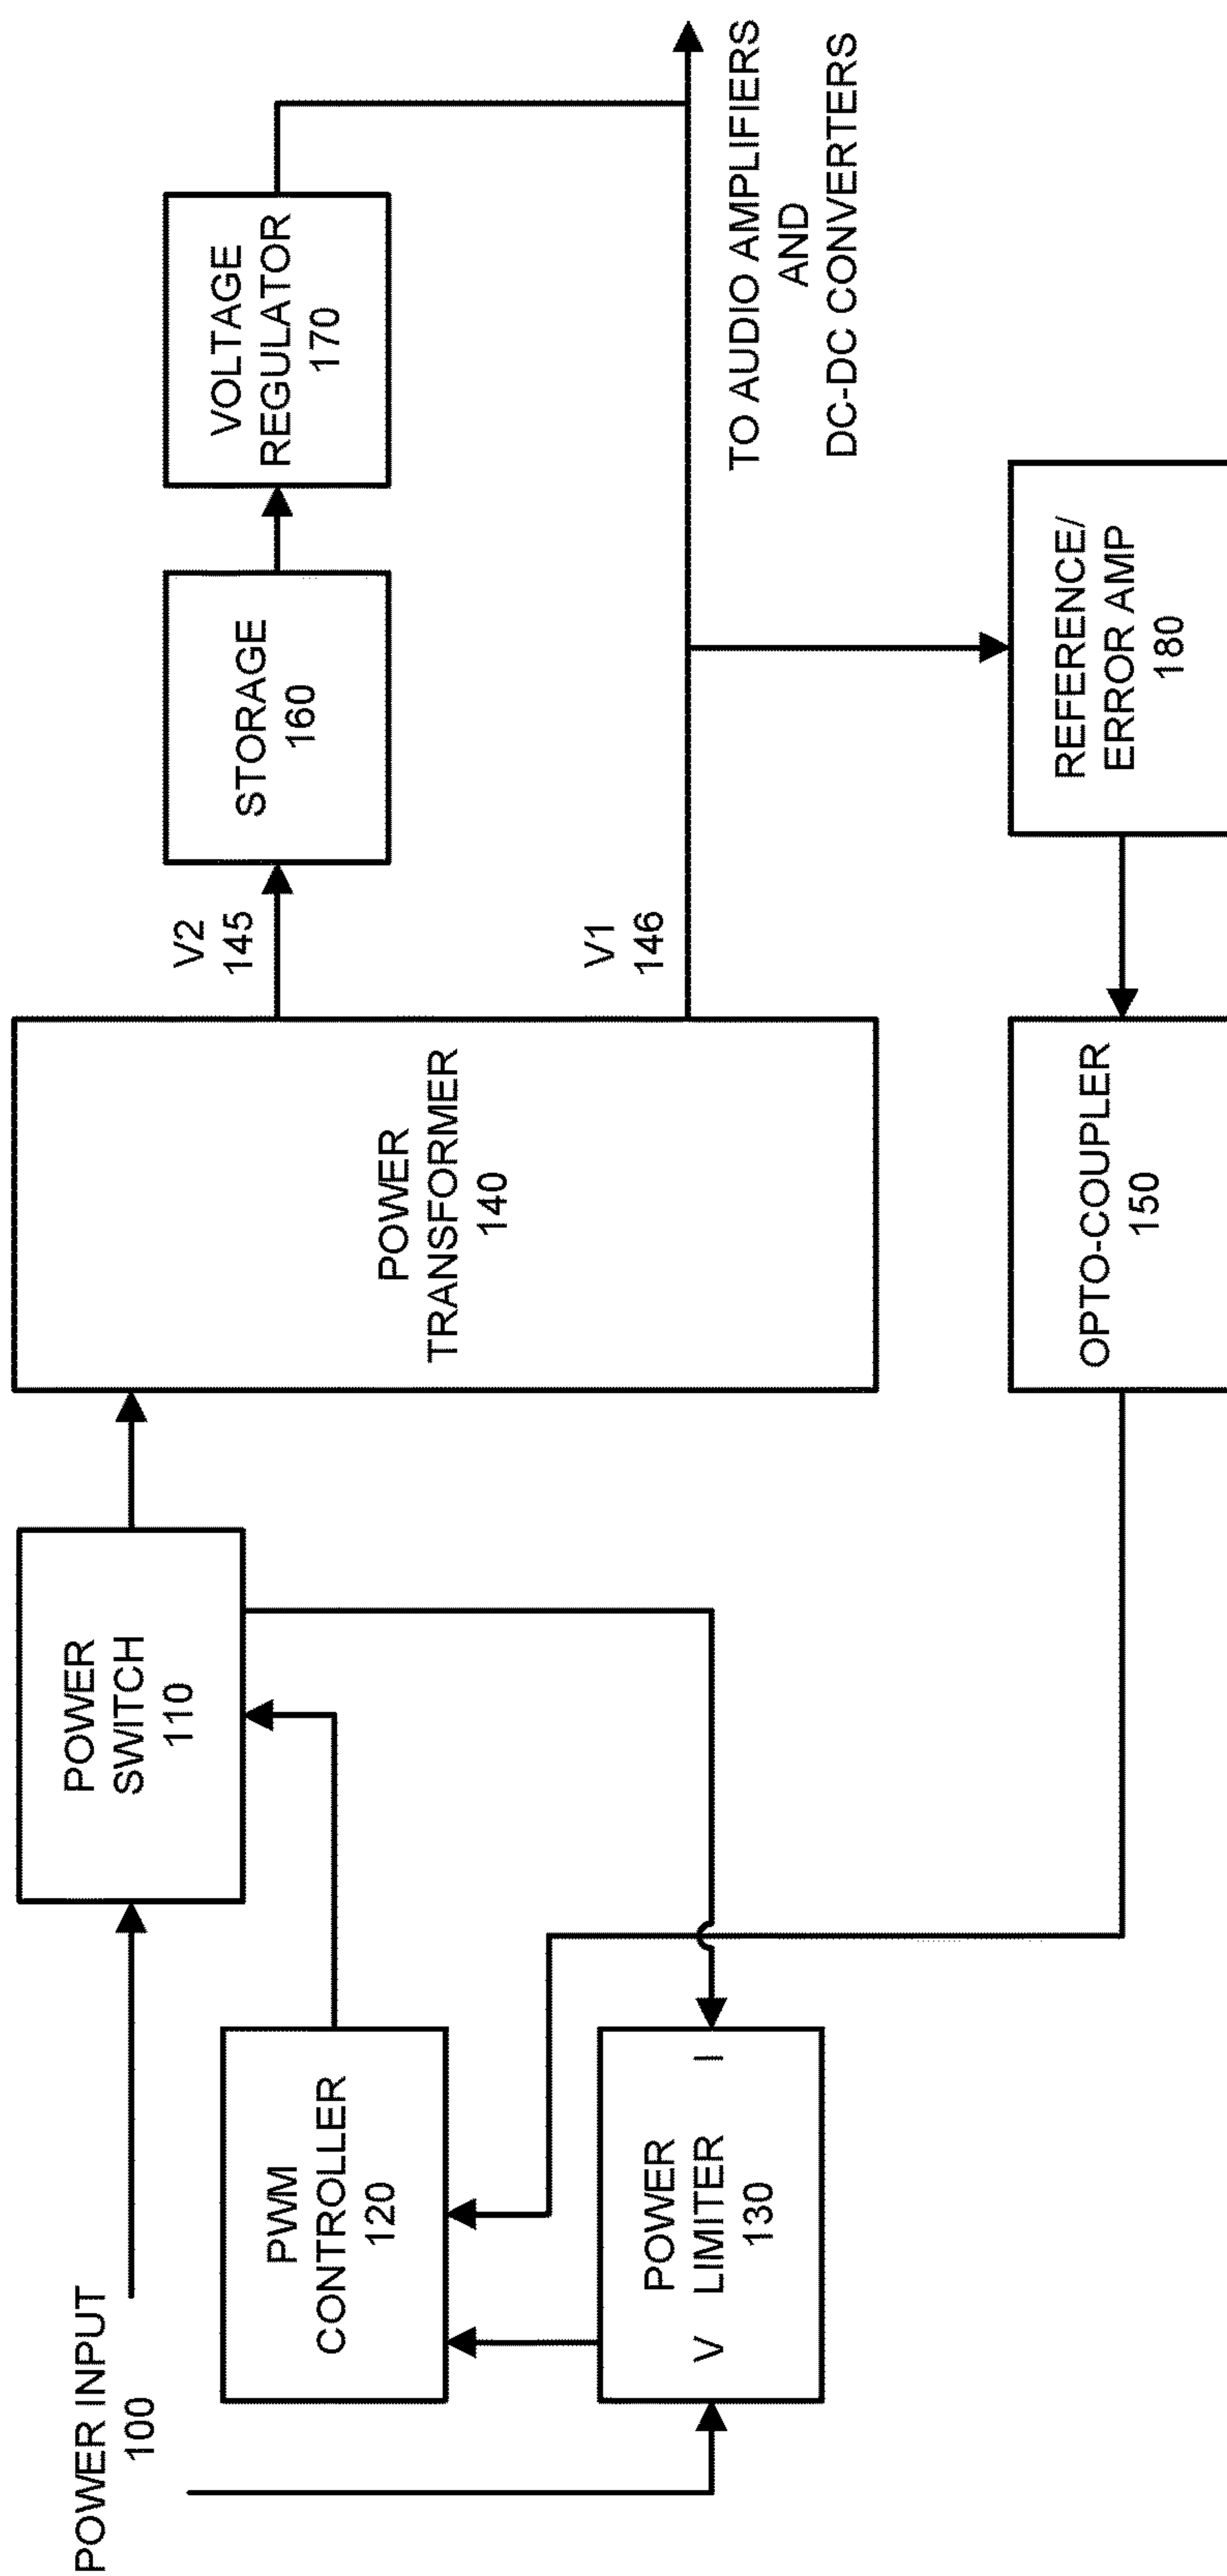 POWER INPUT
100
POWER
SWITCH
110
PWM
CONTROLLER
120
POWER
V LIMITER I
130
POWER
TRANSFORMER
140
V2
145
V1
146
STORAGE
160
VOLTAGE
REGULATOR
170
TO AUDIO AMPLIFIERS
AND
DC-DC CONVERTERS
OPTO-COUPLER
150
REFERENCE/
ERROR AMP
180